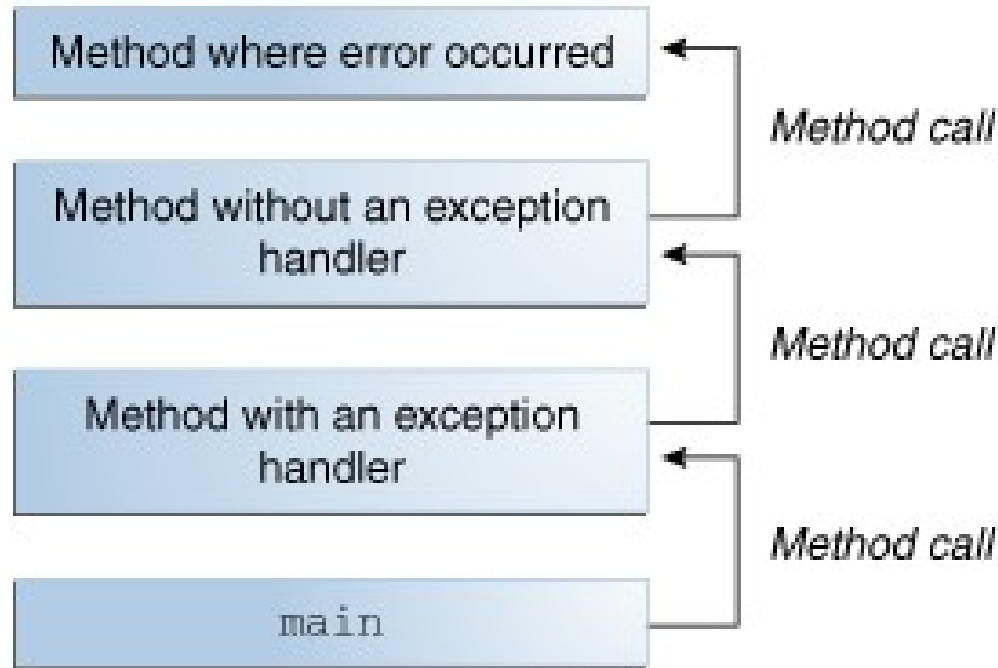 Method where error occurred
Method call
Method without an exception
handler
Method call
Method with an exception
handler
Method call
main